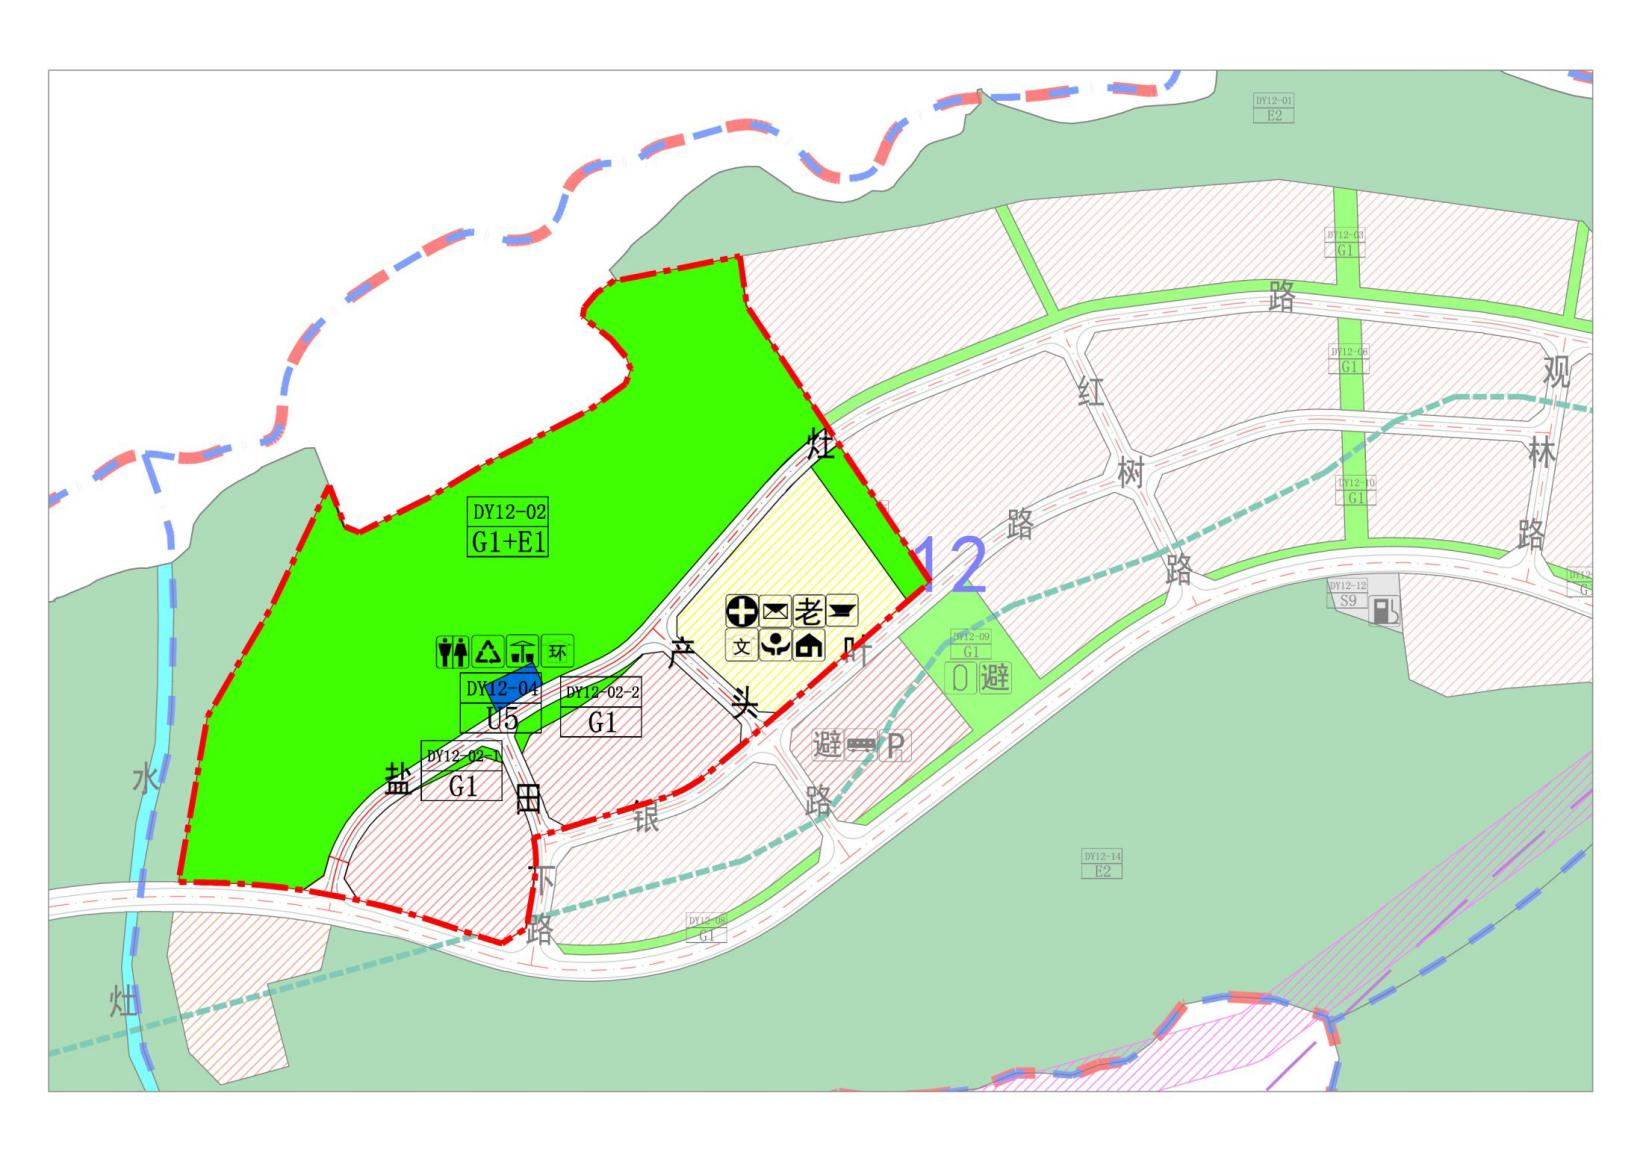 DY12-01
E2
DY12-03
G1
路
DY12-06
G1
观
红
林
灶
树
DY12-10
G1
DY12-02
G1+E1
路
路
12
路
DY12-12
S9
老
文
叶
产
环
DY12-09
G1
避
DY12-04
U5
DY12-02-2
G1
头
避
P
DY12-02-1
G1
盐
田
水
路
银
DY12-14
E2
下
路
DY12-08
G1
灶